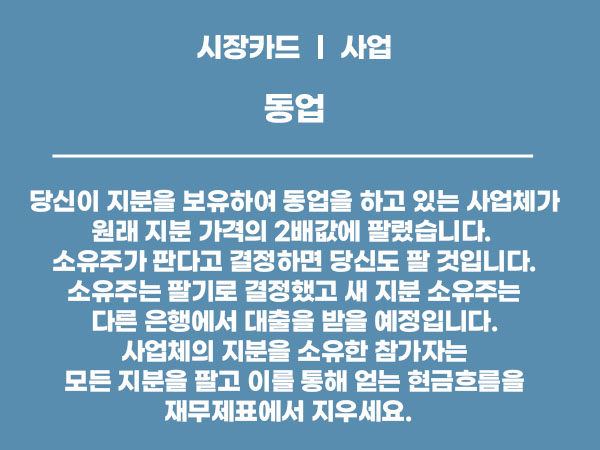 시장카드 ㅣ 사업
동업
당신이 지분을 보유하여 동업을 하고 있는 사업체가
원래 지분 가격의 2배값에 팔렸습니다.
소유주가 판다고 결정하면 당신도 팔 것입니다.
소유주는 팔기로 결정했고 새 지분 소유주는
다른 은행에서 대출을 받을 예정입니다.
사업체의 지분을 소유한 참가자는
모든 지분을 팔고 이를 통해 얻는 현금흐름을
재무제표에서 지우세요.